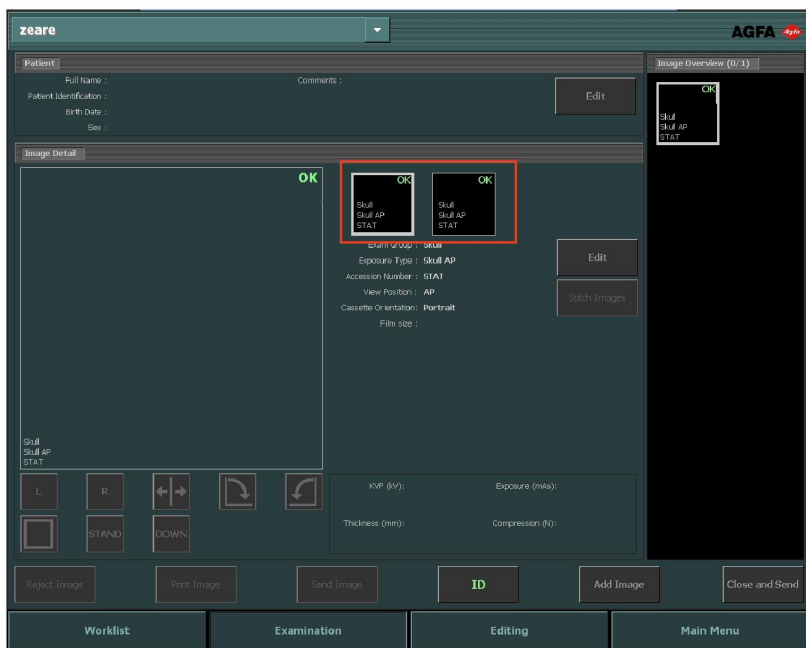 zeare
AGFA
Agfa
Patient
Full Name :
Comments :
Patient Identification :
Birth Date :
Sex :
Edit
Image Overview (0/1)
OK
Skull
Skull AP
STAT
Image Detail
OK
Skull
Skull AP
STAT
OK
Skull
Skull AP
STAT
OK
Skull
Skull AP
STAT
Exam Group : Skull
Exposure Type : Skull AP
Accession Number : STAT
View Position : AP
Cassette Orientation: Portrait
Film size :
Edit
Stitch Images
L
R
STAND
DOWN
KVP (kV):
Exposure (mAs):
Thickness (mm):
Compression (N):
Reject Image
Print Image
Send Image
ID
Add Image
Close and Send
Worklist
Examination
Editing
Main Menu